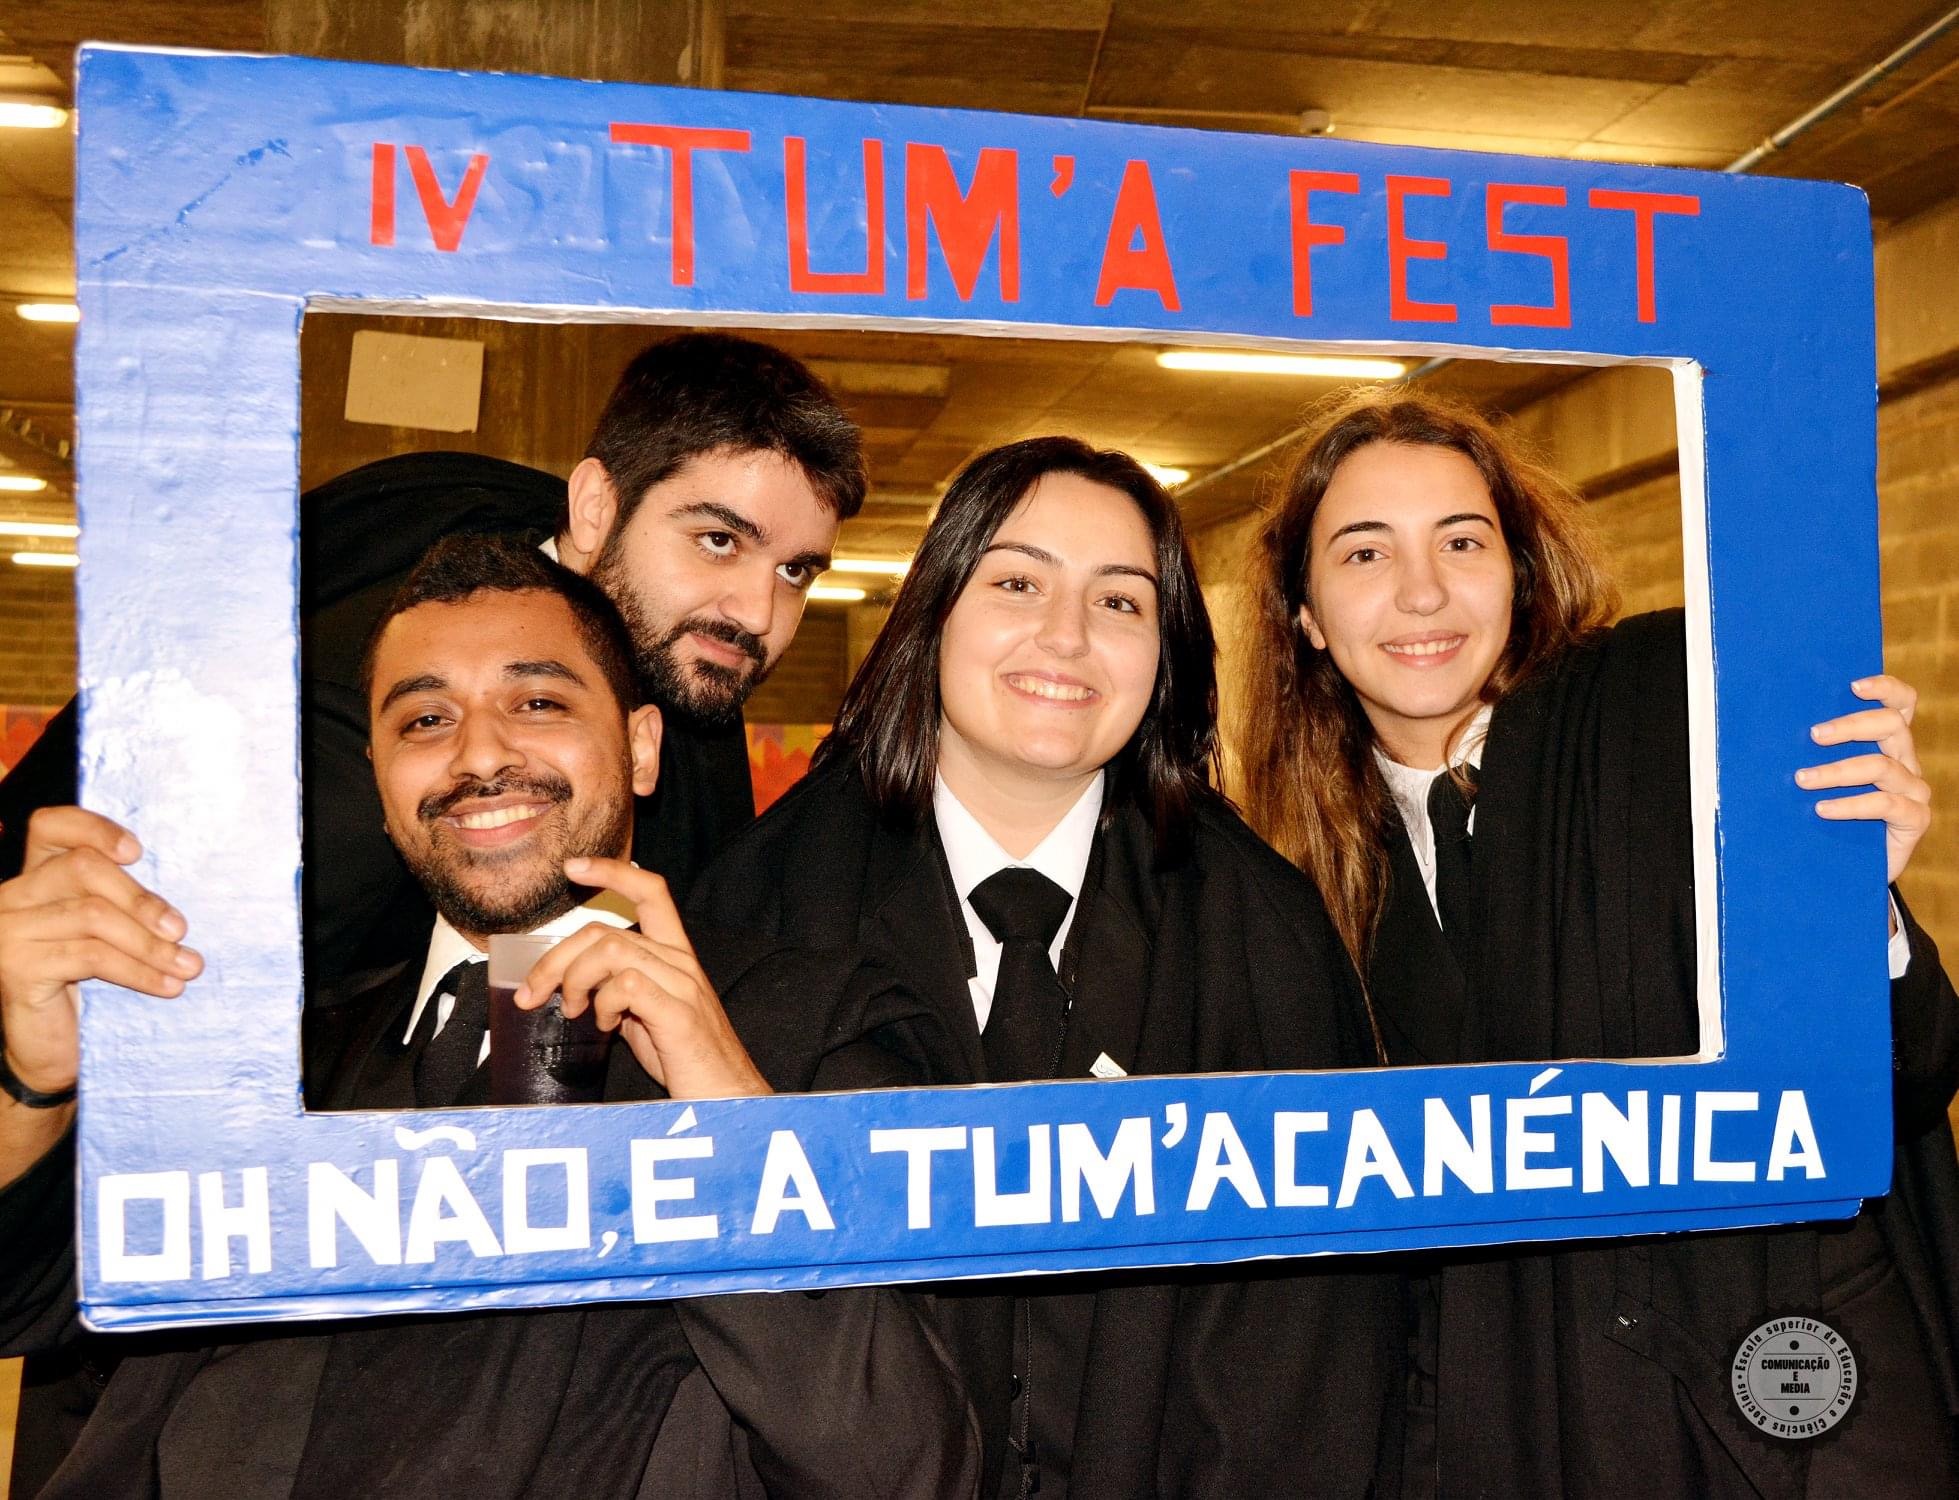 IV TUM'A FEST
OH NÃO, É A TUM'ACANÉNICA
Escola superior de Educação e Ciências Sociais
COMUNICAÇÃO
E
MEDIA